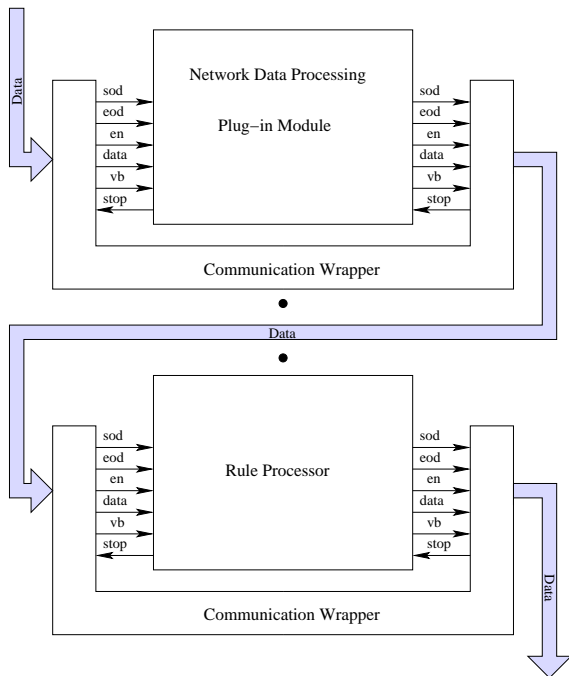 Data
Network Data Processing
Plug-in Module
sod
eod
en
data
vb
stop
sod
eod
en
data
vb
stop
Communication Wrapper
Data
Rule Processor
sod
eod
en
data
vb
stop
sod
eod
en
data
vb
stop
Communication Wrapper
Data